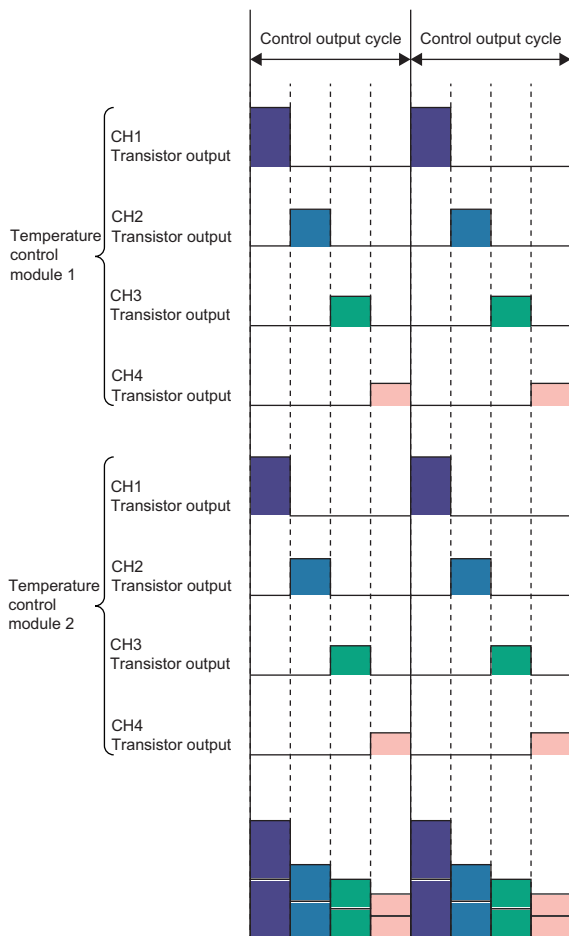 Control output cycle
Control output cycle
Temperature
control
module 1
CH1
Transistor output
CH2
Transistor output
CH3
Transistor output
CH4
Transistor output
Temperature
control
module 2
CH1
Transistor output
CH2
Transistor output
CH3
Transistor output
CH4
Transistor output